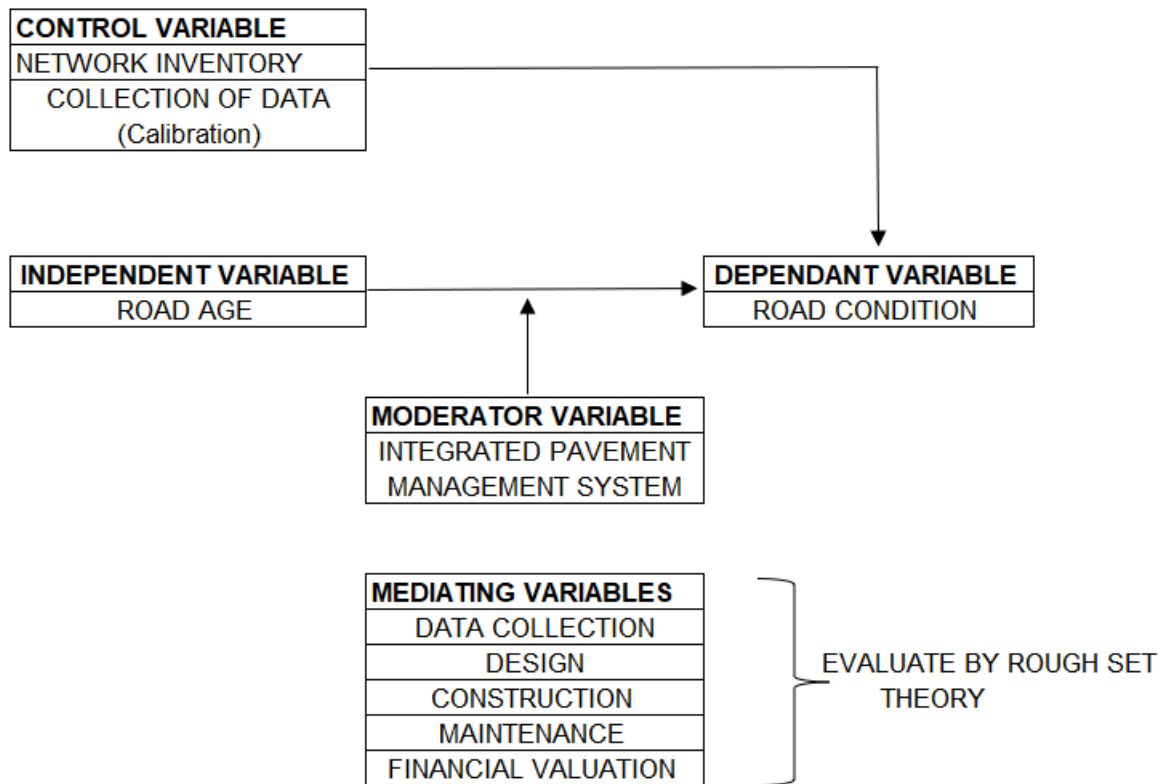 CONTROL VARIABLE
NETWORK INVENTORY
COLLECTION OF DATA
(Calibration)
INDEPENDENT VARIABLE
ROAD AGE
DEPENDANT VARIABLE
ROAD CONDITION
MODERATOR VARIABLE
INTEGRATED PAVEMENT
MANAGEMENT SYSTEM
MEDIATING VARIABLES
DATA COLLECTION
DESIGN
CONSTRUCTION
MAINTENANCE
FINANCIAL VALUATION
EVALUATE BY ROUGH SET
THEORY